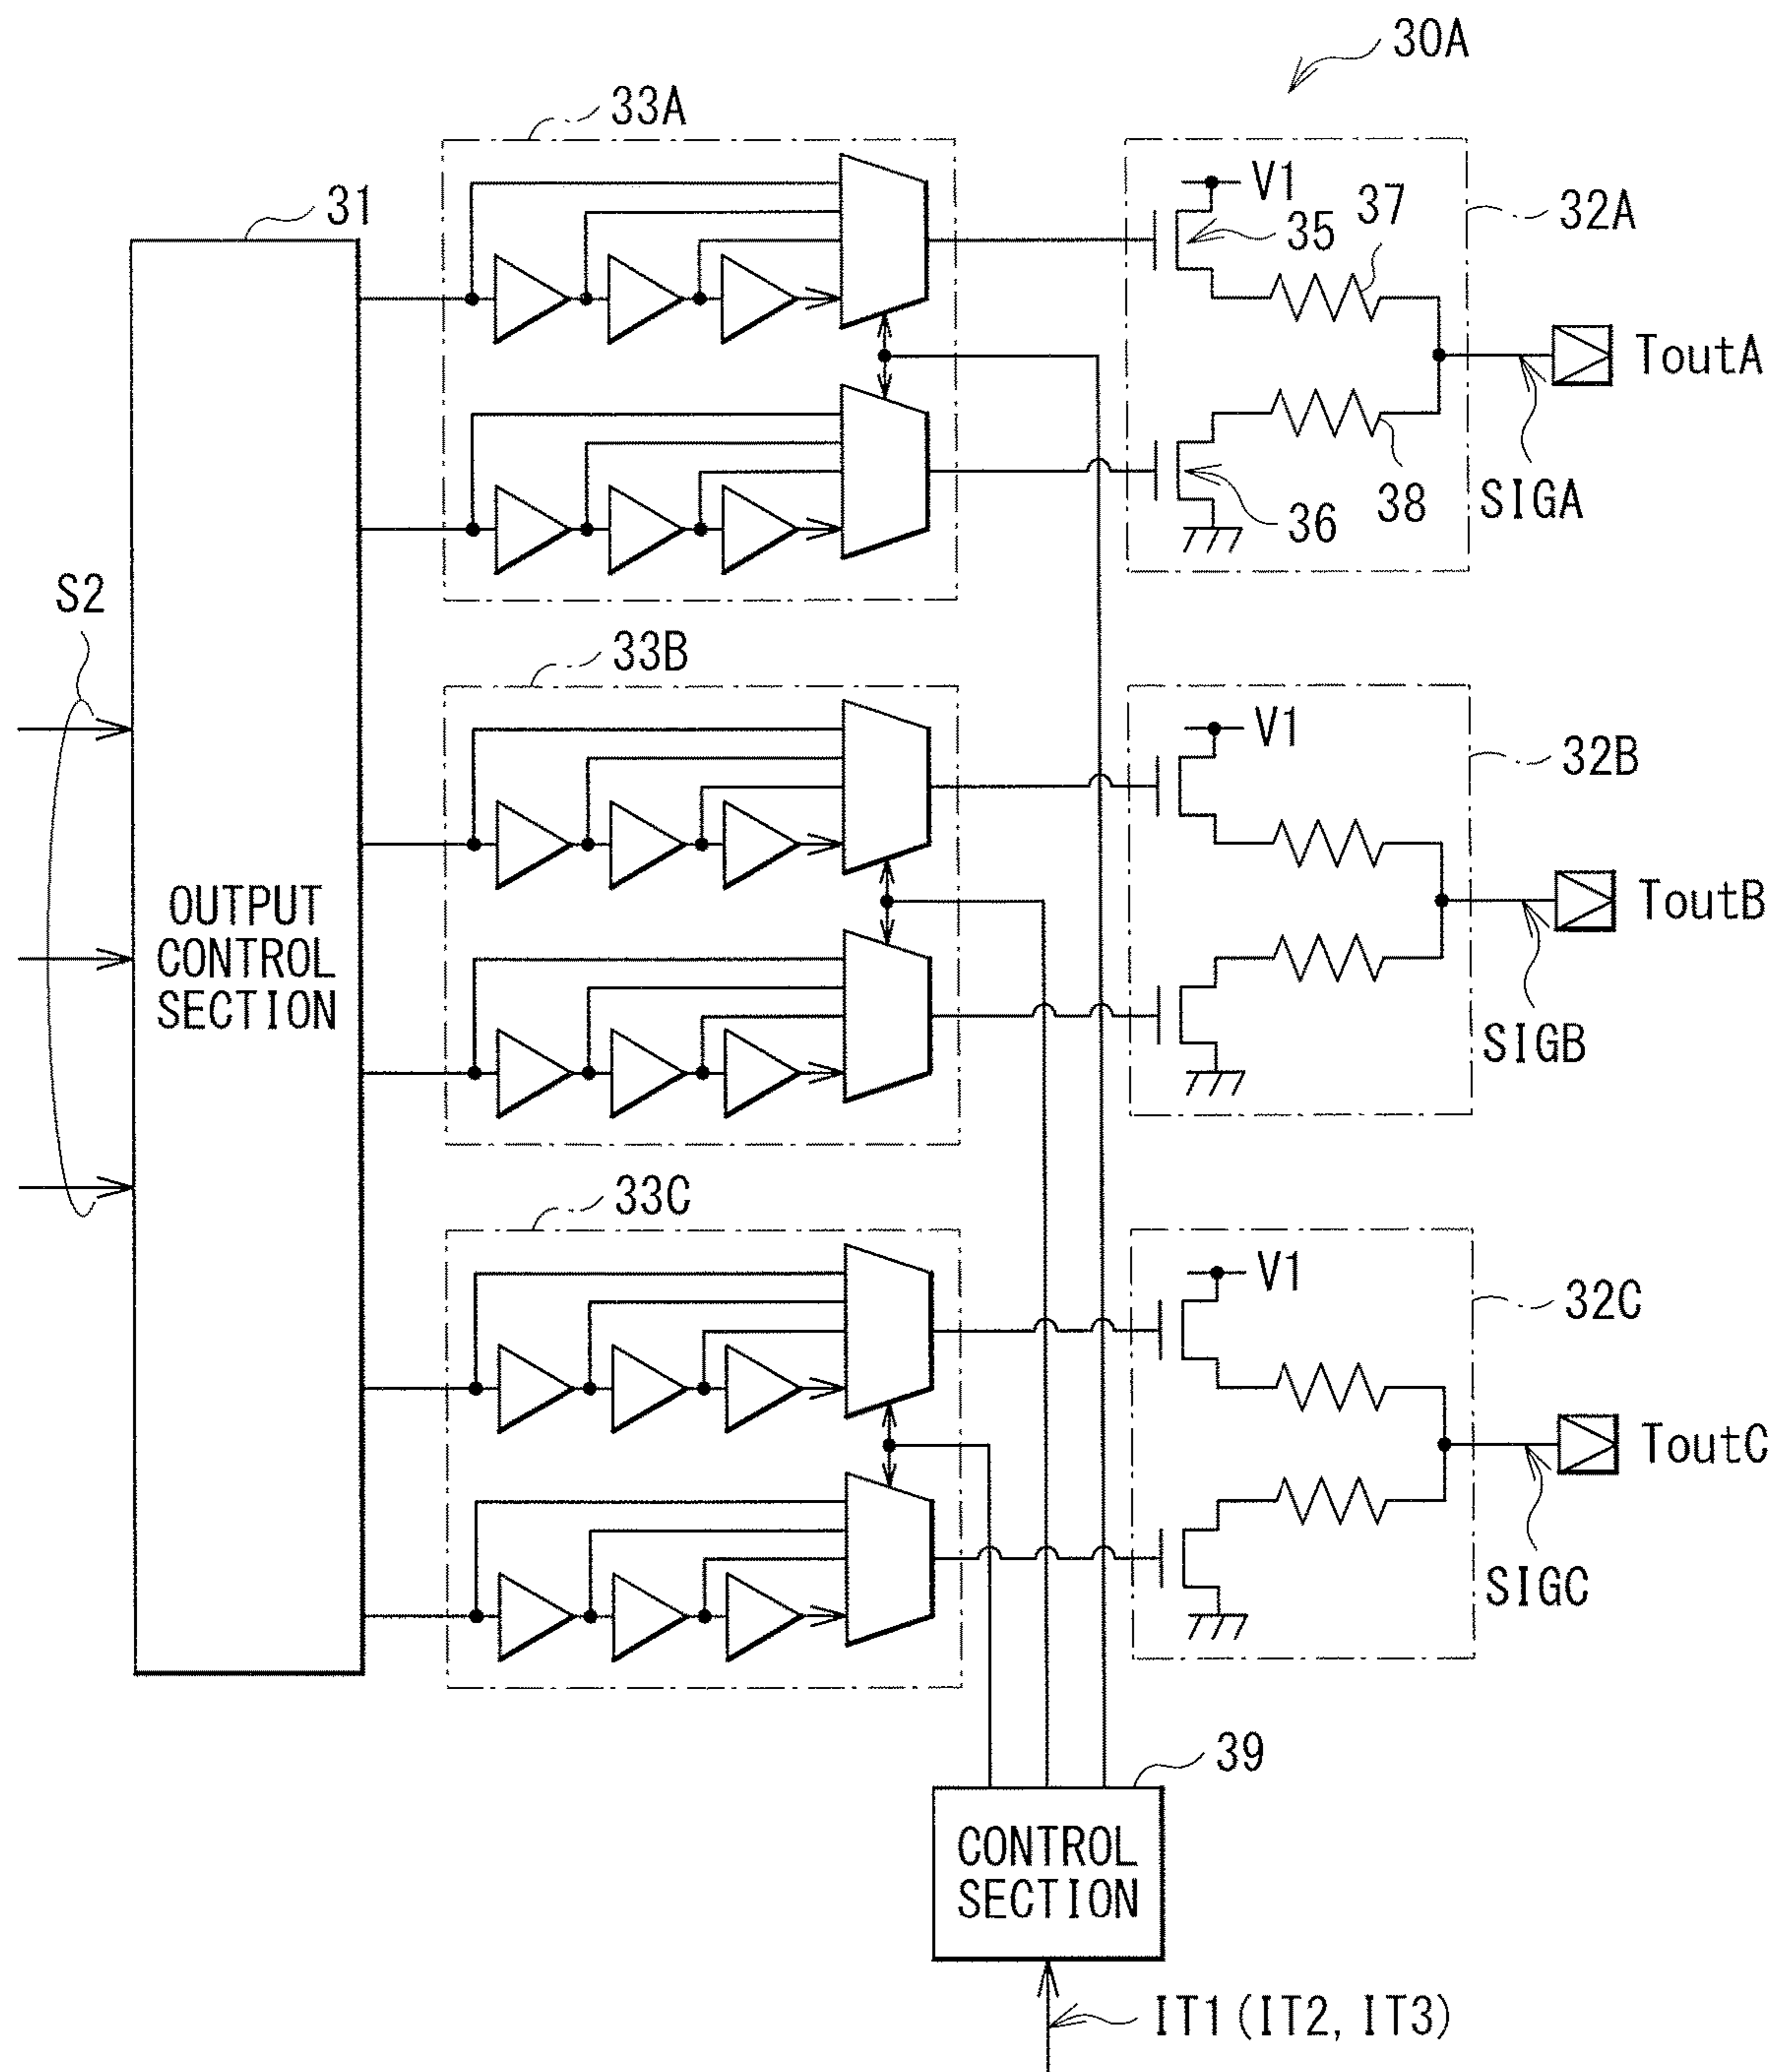 30A
33A
31
V1
35
37
32A
ToutA
36
38
SIGA
S2
33B
V1
32B
OUTPUT
CONTROL
SECTION
ToutB
SIGB
33C
V1
32C
ToutC
SIGC
39
CONTROL
SECTION
IT1 (IT2, IT3)